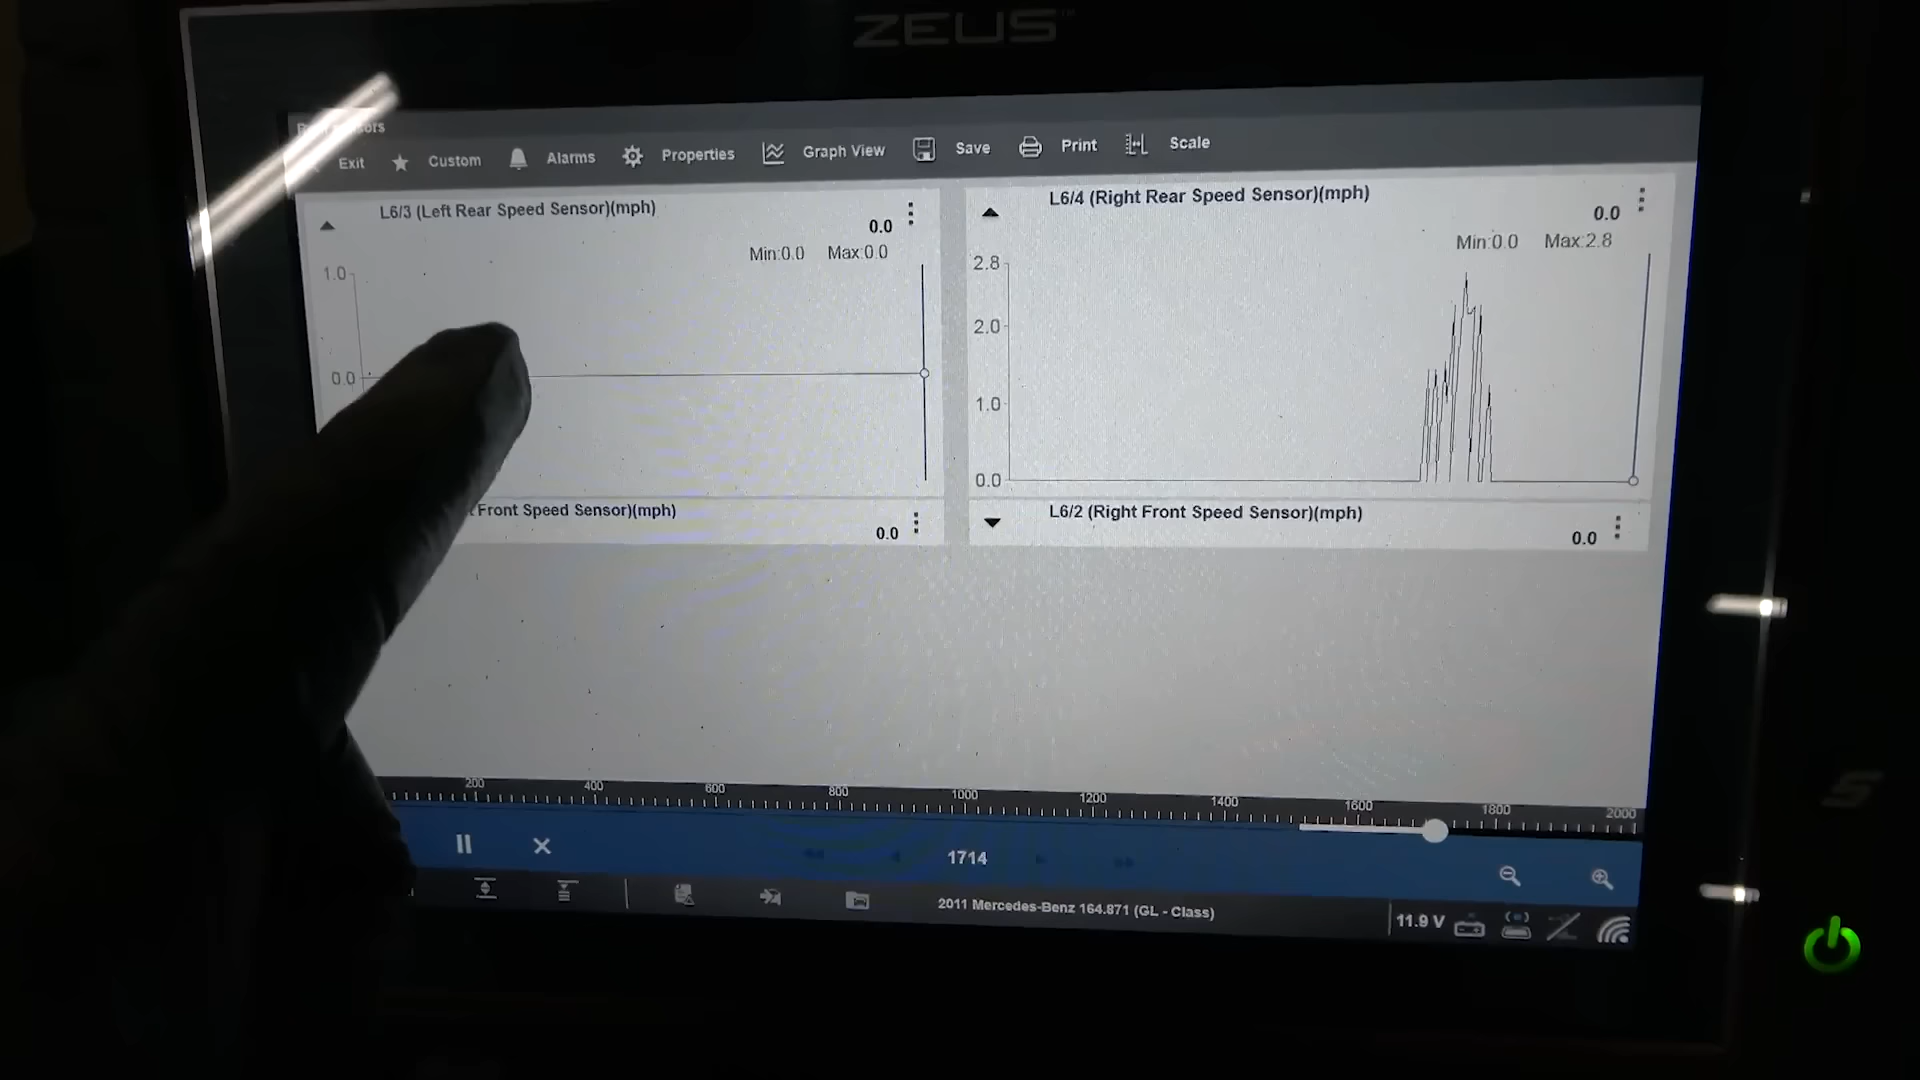 ZEUS™
Exit Custom Alarms Properties Graph View Save Print Scale
L6/3 (Left Rear Speed Sensor)(mph)
0.0
Min:0.0 Max:0.0
1.0
0.0
L6/4 (Right Rear Speed Sensor)(mph)
0.0
Min:0.0 Max:2.8
2.8
2.0
1.0
0.0
Front Speed Sensor)(mph)
0.0
L6/2 (Right Front Speed Sensor)(mph)
0.0
200 400 600 800 1000 1200 1400 1600 1800 2000
1714
2011 Mercedes-Benz 164.871 (GL - Class)
11.9 V
S